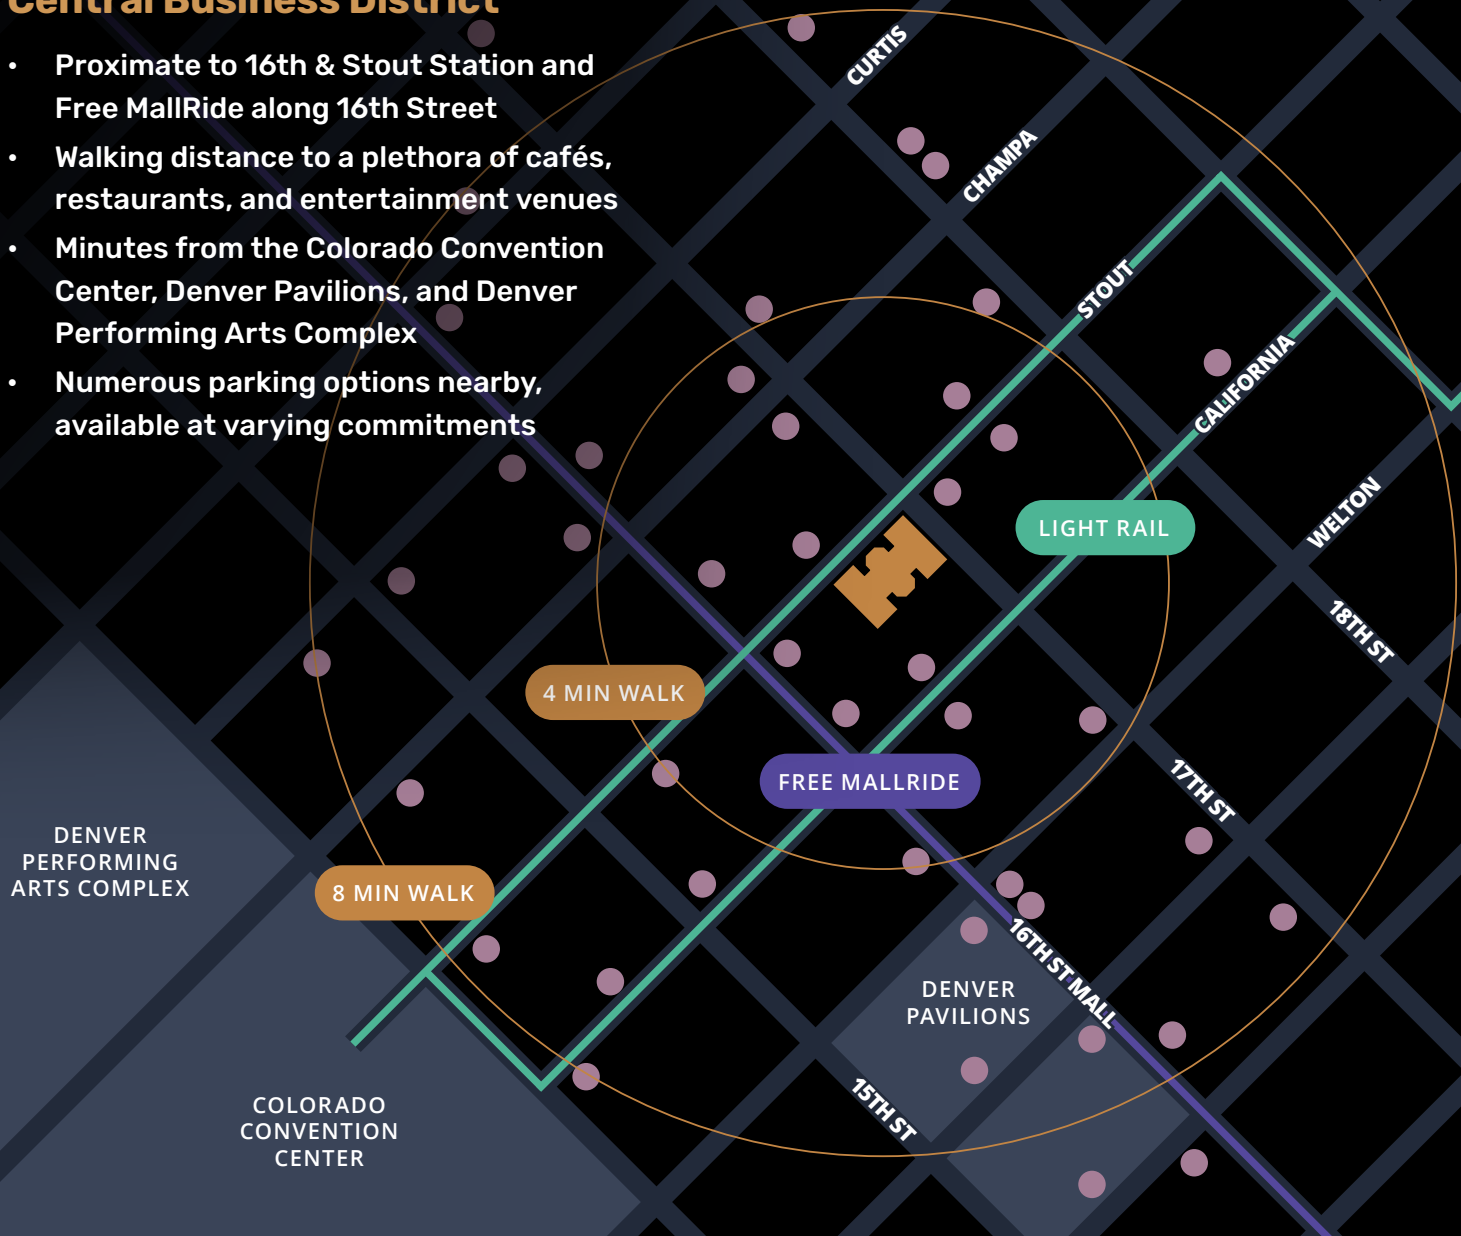 Central Business District
• Proximate to 16th & Stout Station and
Free MallRide along 16th Street
• Walking distance to a plethora of cafés,
restaurants, and entertainment venues
• Minutes from the Colorado Convention
Center, Denver Pavilions, and Denver
Performing Arts Complex
• Numerous parking options nearby,
available at varying commitments
CURTIS
CHAMPA
STOUT
CALIFORNIA
WELTON
LIGHT RAIL
18TH ST
4 MIN WALK
FREE MALLRIDE
17TH ST
DENVER
PERFORMING
ARTS COMPLEX
8 MIN WALK
16TH ST MALL
DENVER
PAVILIONS
15TH ST
COLORADO
CONVENTION
CENTER